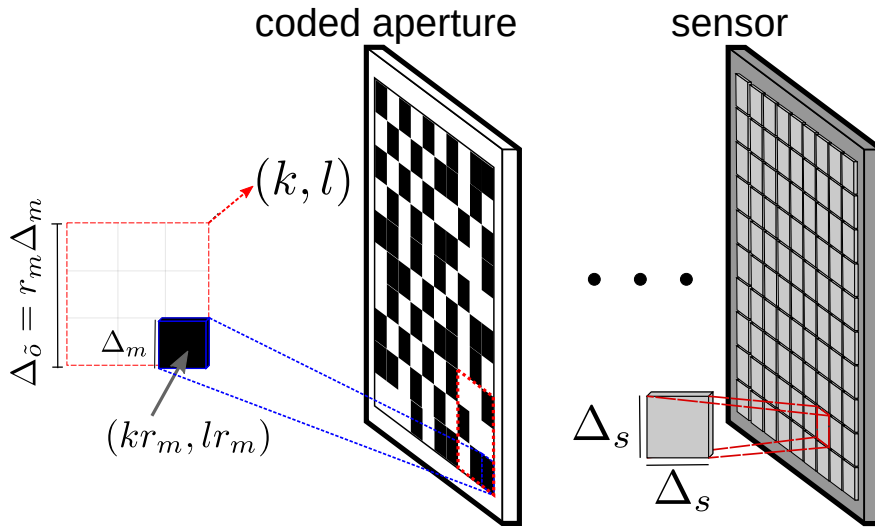 coded aperture
sensor
(k, l)
Δ_õ = r_m Δ_m
Δ_m
(kr_m, lr_m)
Δ_s
Δ_s